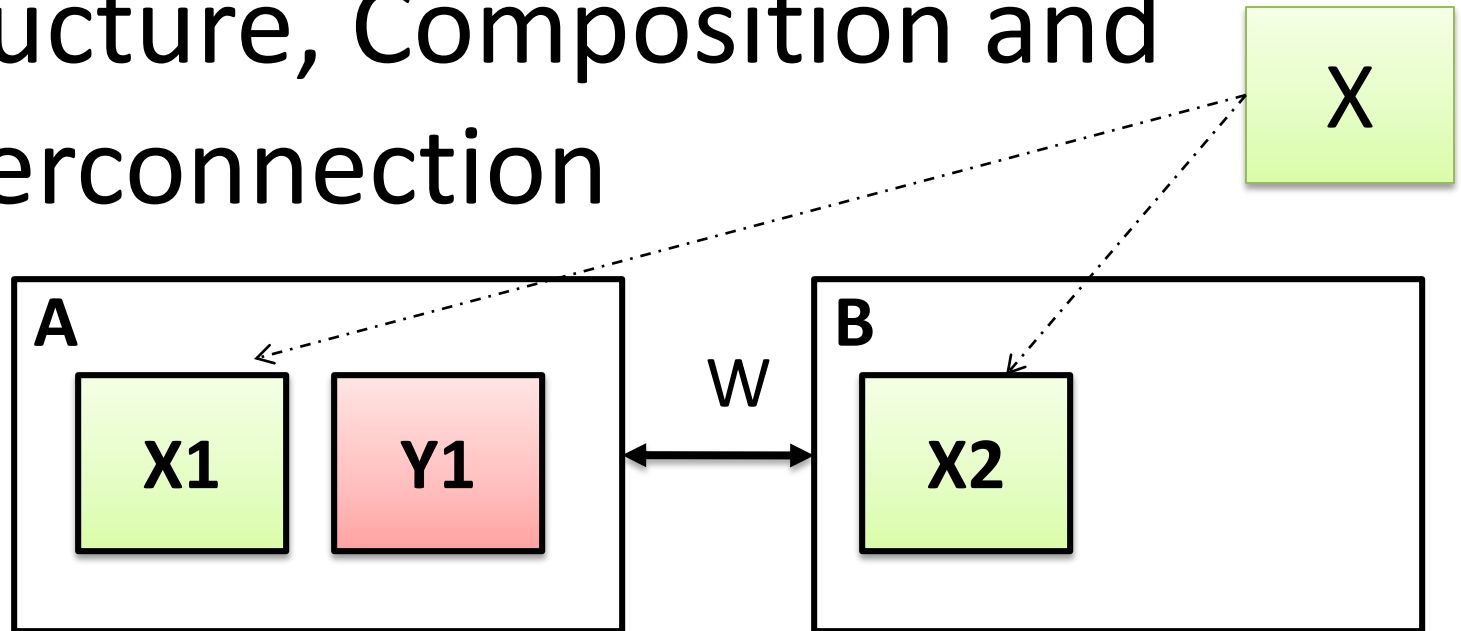 ucture, Composition and
erconnection
X
A
B
W
X1
Y1
X2